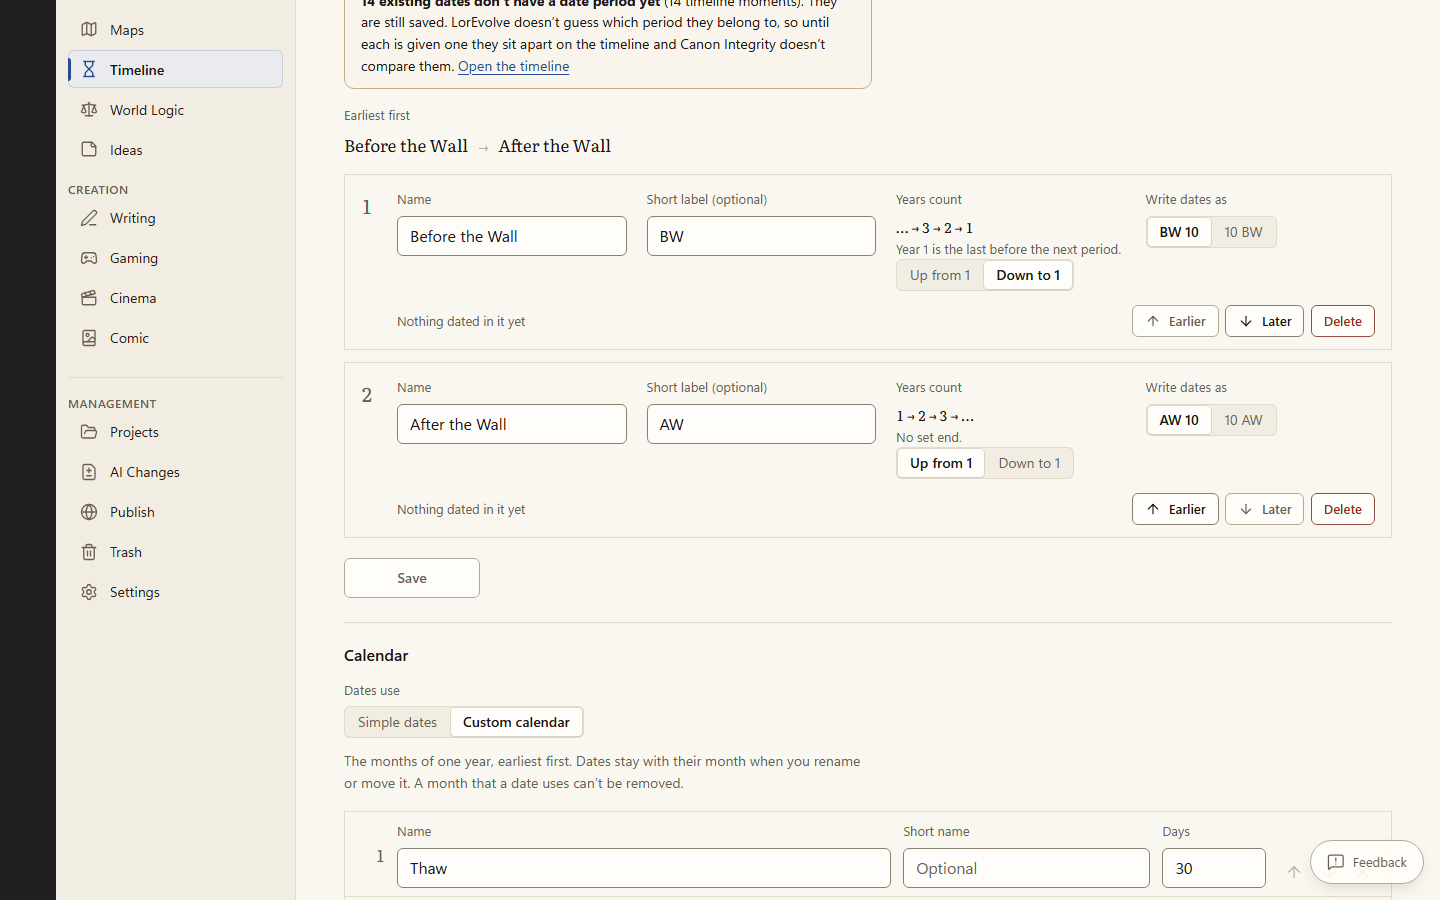 Maps
Timeline
World Logic
Ideas
CREATION
Writing
Gaming
Cinema
Comic
MANAGEMENT
Projects
AI Changes
Publish
Trash
Settings
14 existing dates don't have a date period yet (14 timeline moments). They
are still saved. LorEvolve doesn't guess which period they belong to, so until
each is given one they sit apart on the timeline and Canon Integrity doesn't
compare them. Open the timeline
Earliest first
Before the Wall → After the Wall
1
Name
Short label (optional)
Years count
Write dates as
Before the Wall
BW
... → 3 → 2 → 1
Year 1 is the last before the next period.
Up from 1
Down to 1
BW 10
10 BW
Nothing dated in it yet
Earlier
Later
Delete
2
Name
Short label (optional)
Years count
Write dates as
After the Wall
AW
1 → 2 → 3 → ...
No set end.
Up from 1
Down to 1
AW 10
10 AW
Nothing dated in it yet
Earlier
Later
Delete
Save
Calendar
Dates use
Simple dates
Custom calendar
The months of one year, earliest first. Dates stay with their month when you rename
or move it. A month that a date uses can't be removed.
1
Name
Short name
Days
Thaw
Optional
30
Feedback